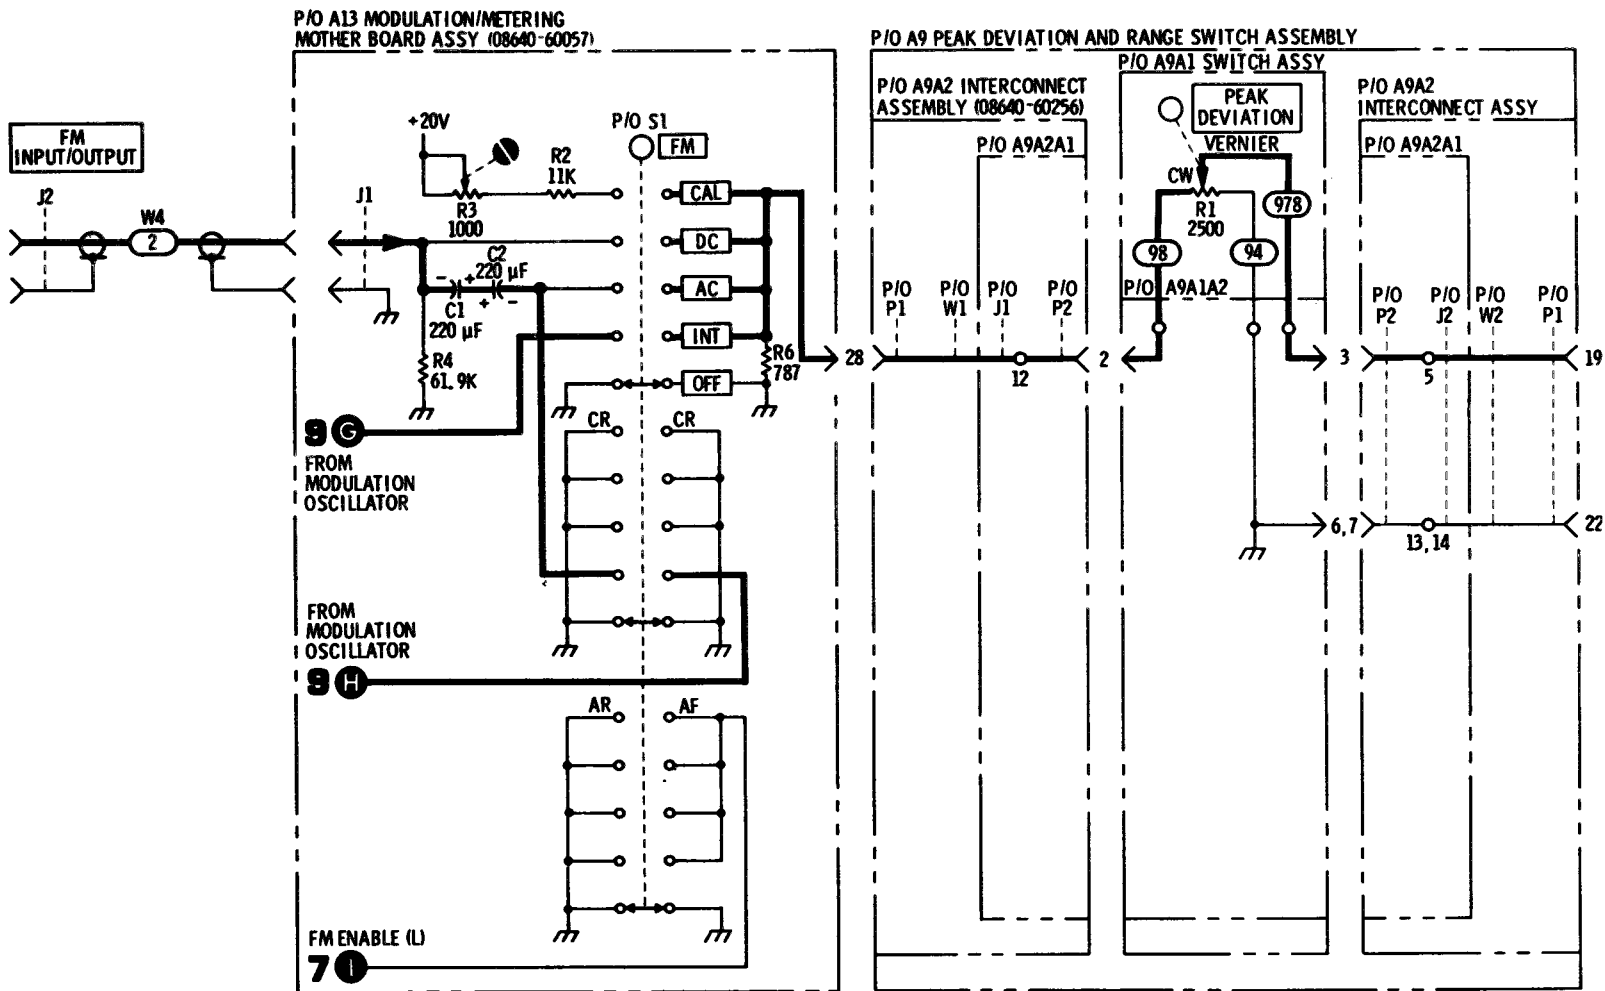 P/O A13 MODULATION/METERING
MOTHER BOARD ASSY (08640-60057)
P/O A9 PEAK DEVIATION AND RANGE SWITCH ASSEMBLY
P/O A9A1 SWITCH ASSY
P/O A9A2 INTERCONNECT
ASSEMBLY (08640-60256)
P/O A9A2
INTERCONNECT ASSY
PEAK
DEVIATION
VERNIER
P/O A9A2A1
P/O A9A2A1
FM
INPUT/OUTPUT
+20V
P/O S1
FM
R2
11K
R3
1000
CAL
CW
R1
2500
978
J2
W4
2
J1
DC
98
94
C2
220 µF
- +
+ -
C1
220 µF
AC
P/O A9A1A2
P/O
P1
P/O
W1
P/O
J1
P/O
P2
P/O
P2
P/O
J2
P/O
W2
P/O
P1
INT
R6
787
28
12
2
3
5
19
R4
61.9K
OFF
9 G
FROM
MODULATION
OSCILLATOR
CR
CR
6,7
13,14
22
FROM
MODULATION
OSCILLATOR
9 H
AR
AF
FM ENABLE (L)
7 I